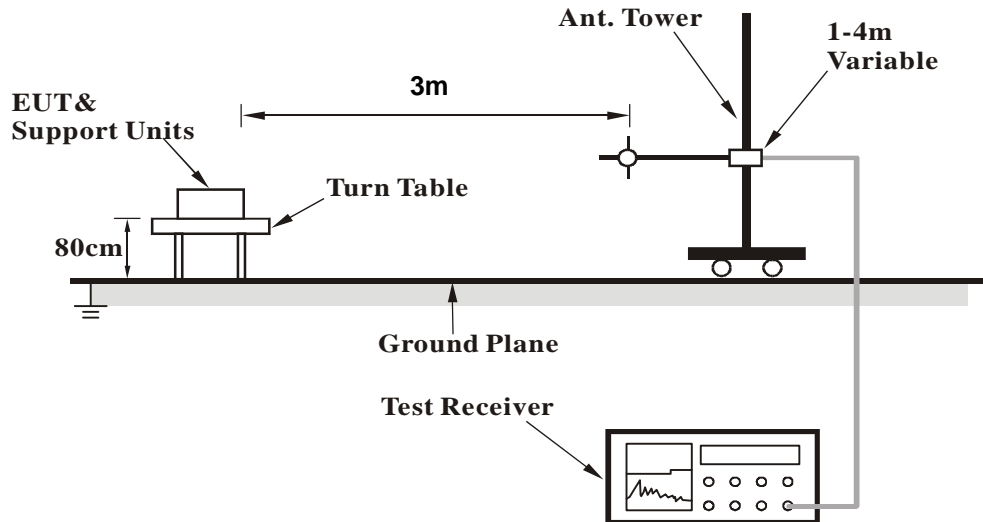 Ant. Tower
1-4m
Variable
3m
EUT&
Support Units
Turn Table
80cm
Ground Plane
Test Receiver